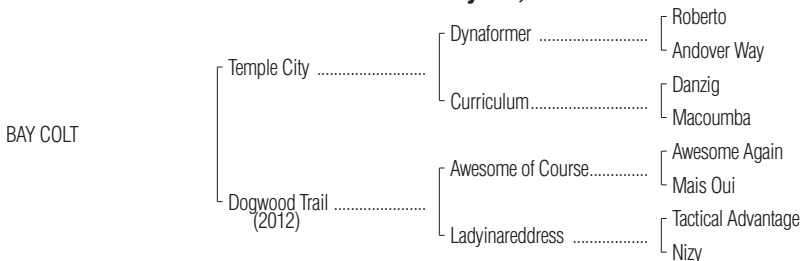 Roberto
Dynaformer ..........................
Andover Way
Temple City ..........................
Danzig
Curriculum............................
Macoumba
BAY COLT
Awesome Again
Awesome of Course..............
Mais Oui
Dogwood Trail ......................
(2012)
Tactical Advantage
Ladyinareddress ..................
Nizy